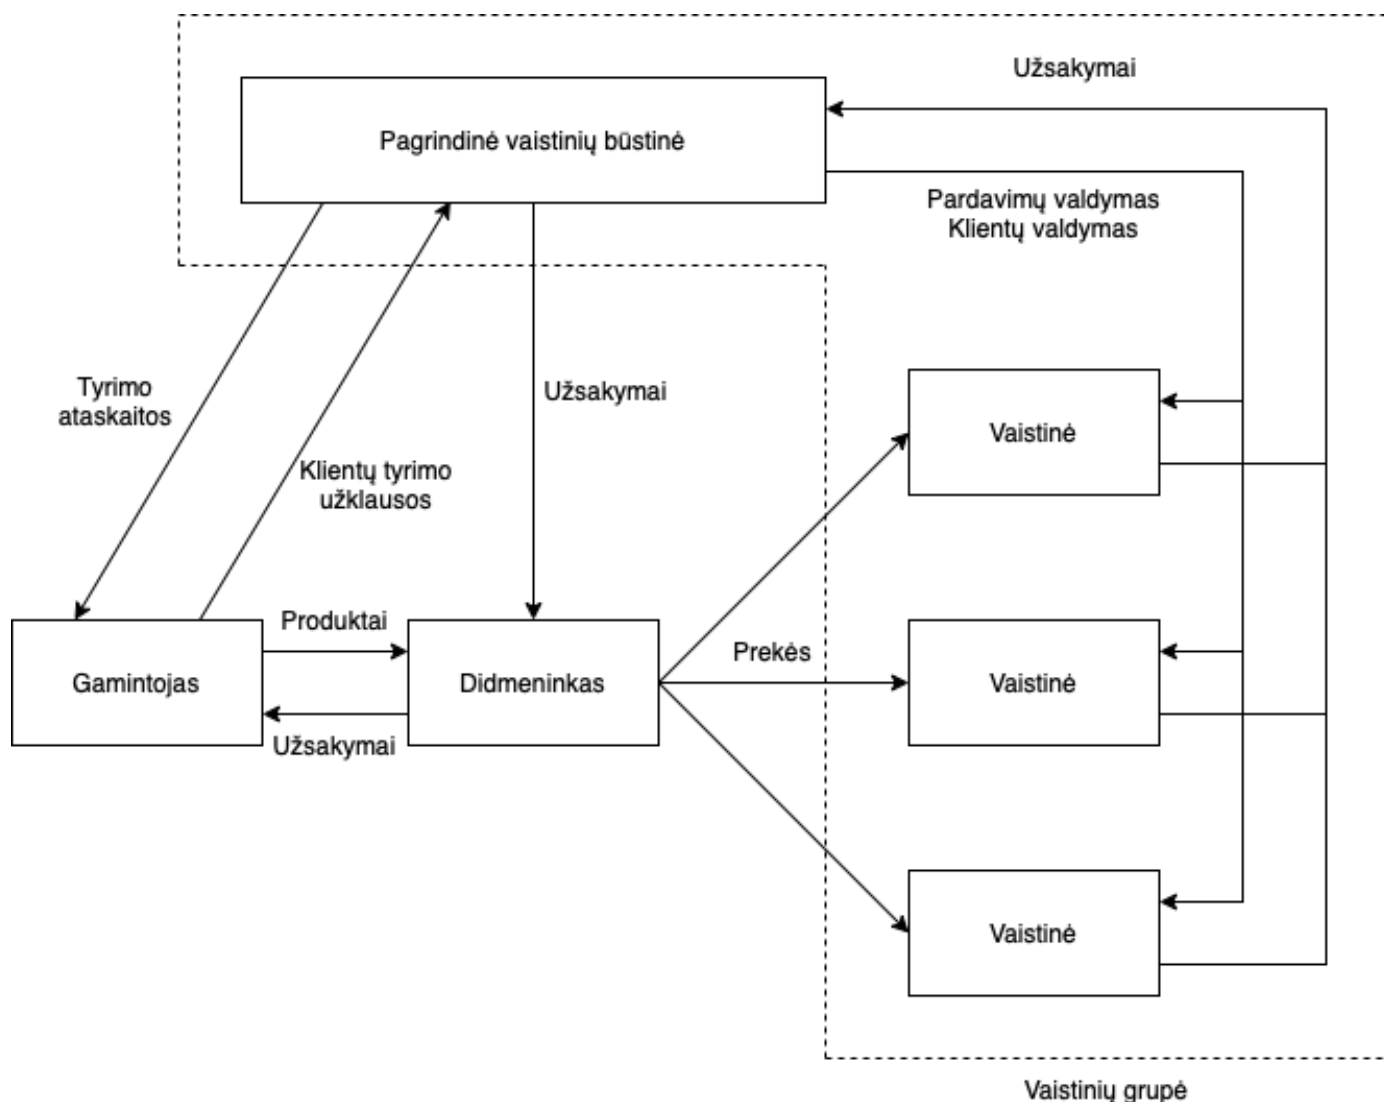 Užsakymai
Pagrindinė vaistinių būstinė
Pardavimų valdymas
Klientų valdymas
Tyrimo
ataskaitos
Užsakymai
Klientų tyrimo
užklausos
Vaistinė
Produktai
Prekės
Gamintojas
Didmeninkas
Vaistinė
Užsakymai
Vaistinė
Vaistinių grupė